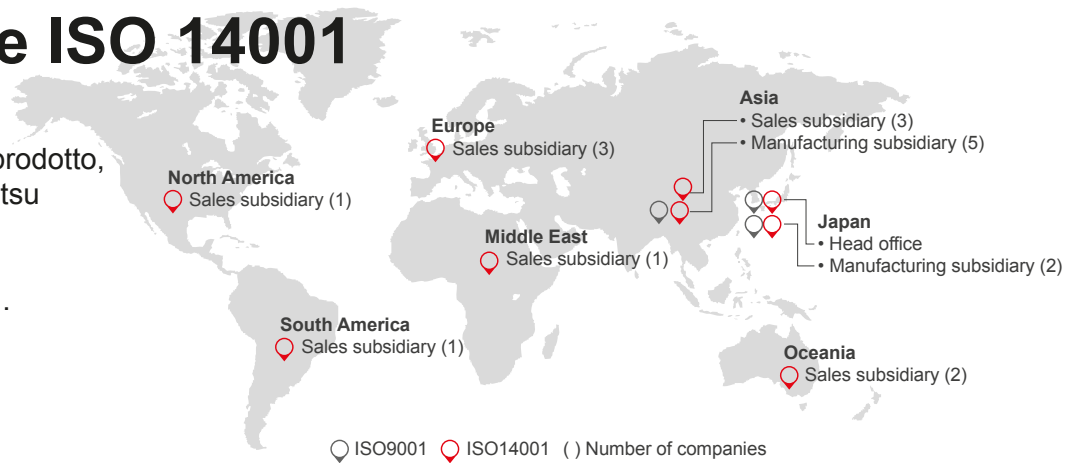 e ISO 14001
prodotto,
tsu
.
North America
Sales subsidiary (1)
Europe
Sales subsidiary (3)
Asia
• Sales subsidiary (3)
• Manufacturing subsidiary (5)
Middle East
Sales subsidiary (1)
Japan
• Head office
• Manufacturing subsidiary (2)
South America
Sales subsidiary (1)
Oceania
Sales subsidiary (2)
ISO9001 ISO14001 ( ) Number of companies